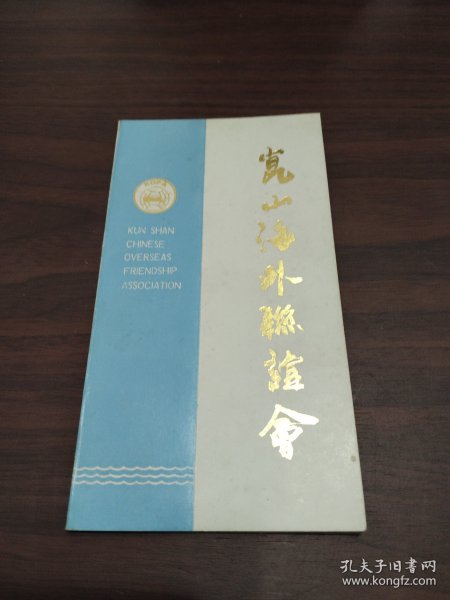 崑山海外聯誼會
KUN SHAN
CHINESE
OVERSEAS
FRIENDSHIP
ASSOCIATION
孔夫子旧书网
www.kongfz.com